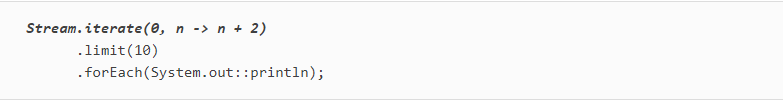 Stream.iterate(0, n -> n + 2)
.limit(10)
.forEach(System.out::println);